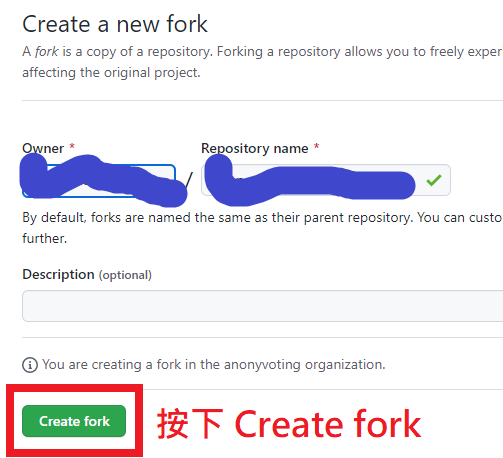 Create a new fork
A fork is a copy of a repository. Forking a repository allows you to freely exper
affecting the original project.
Owner *
Repository name *
/
By default, forks are named the same as their parent repository. You can custo
further.
Description (optional)
You are creating a fork in the anonyvoting organization.
Create fork
按下 Create fork